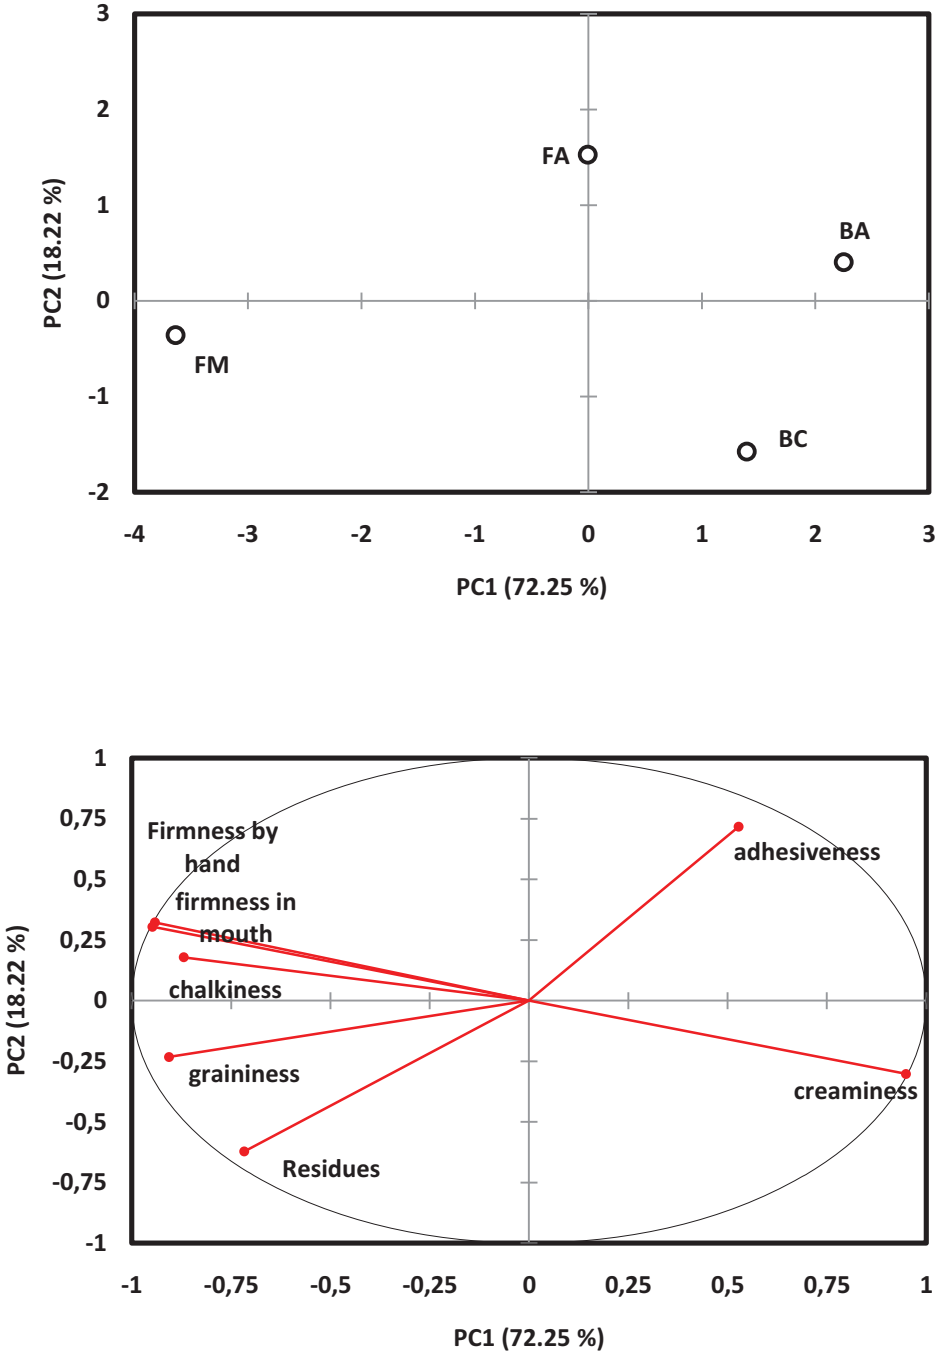 3
2
1
0
-1
-2
PC2 (18.22 %)
FA
BA
FM
BC
-4 -3 -2 -1 0 1 2 3
PC1 (72.25 %)
1
0,75
0,5
0,25
0
-0,25
-0,5
-0,75
-1
PC2 (18.22 %)
Firmness by
hand
firmness in
mouth
chalkiness
graininess
Residues
adhesiveness
creaminess
-1 -0,75 -0,5 -0,25 0 0,25 0,5 0,75 1
PC1 (72.25 %)